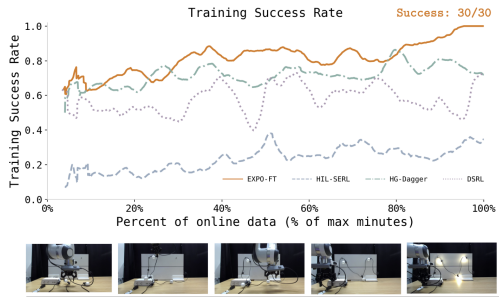 Training Success Rate
Success: 30/30
Training Success Rate
1.0
0.8
0.6
0.4
0.2
0.0
EXPO-FT
HIL-SERL
HG-Dagger
DSRL
0%
20%
40%
60%
80%
100%
Percent of online data (% of max minutes)